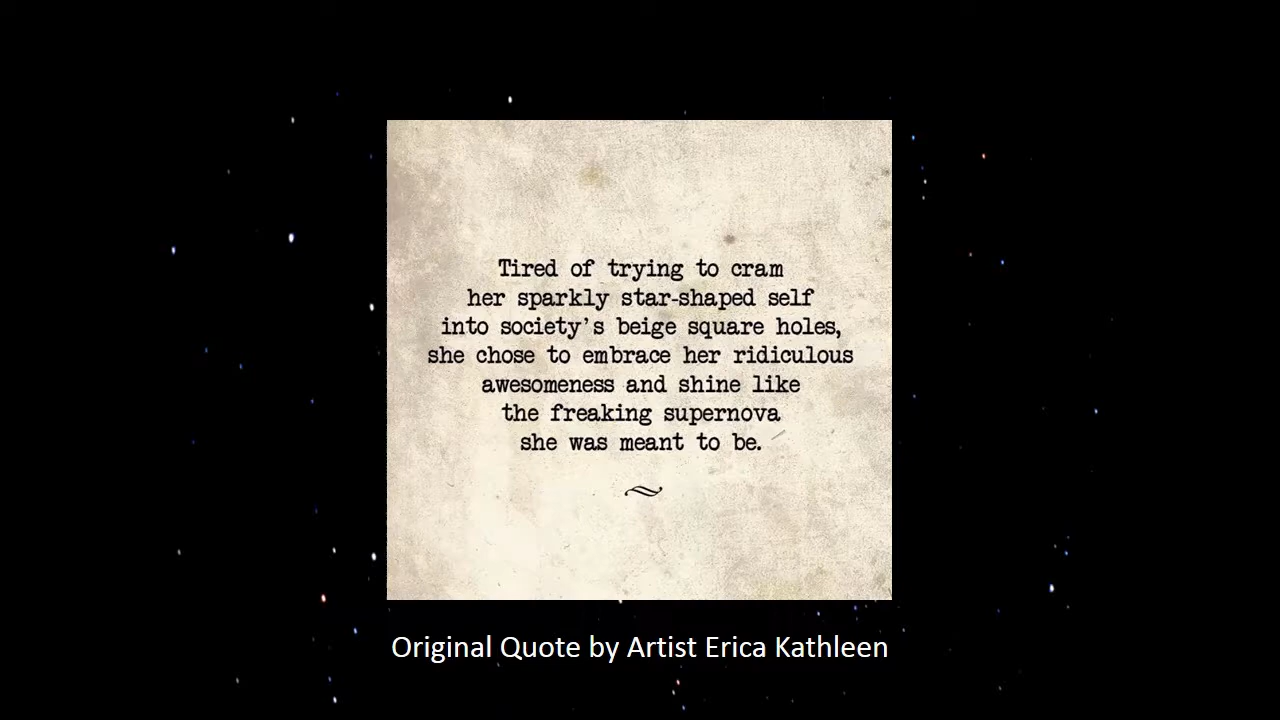 Tired of trying to cram
her sparkly star-shaped self
into society's beige square holes,
she chose to embrace her ridiculous
awesomeness and shine like
the freaking supernova
she was meant to be.
Original Quote by Artist Erica Kathleen